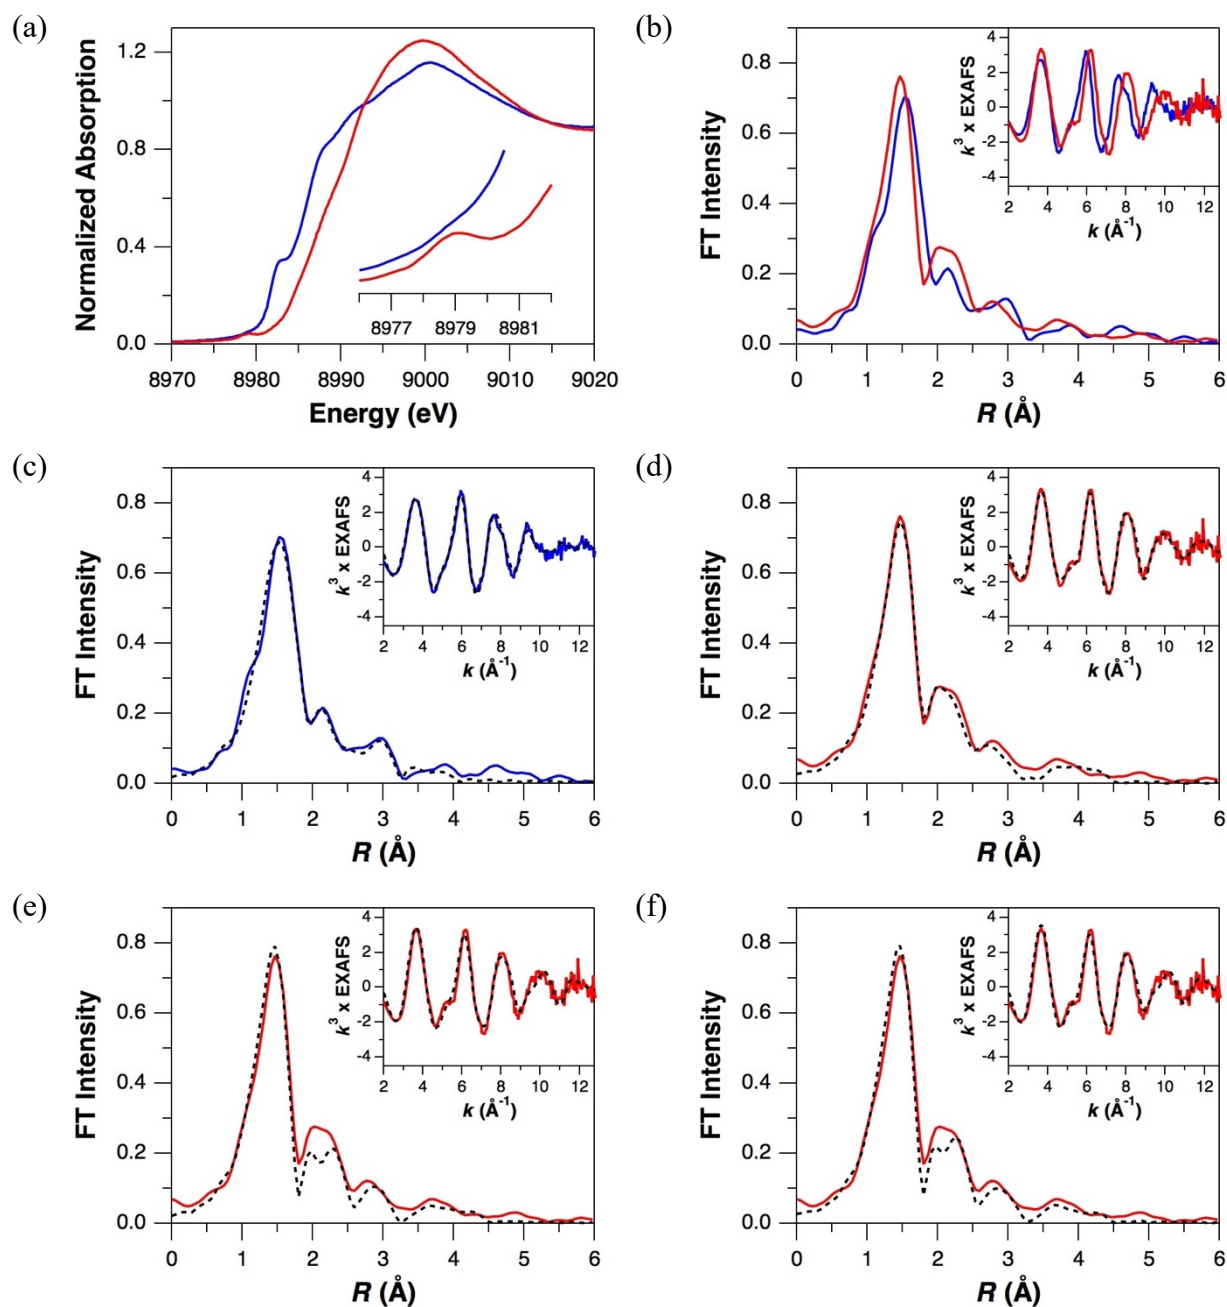 (a)
Normalized Absorption
1.2
0.8
0.4
0.0
8977 8979 8981
8970 8980 8990 9000 9010 9020
Energy (eV)
(b)
FT Intensity
0.8
0.6
0.4
0.2
0.0
k³ x EXAFS
4
2
0
-2
-4
2 4 6 8 10 12
k (Å⁻¹)
0 1 2 3 4 5 6
R (Å)
(c)
FT Intensity
0.8
0.6
0.4
0.2
0.0
k³ x EXAFS
4
2
0
-2
-4
2 4 6 8 10 12
k (Å⁻¹)
0 1 2 3 4 5 6
R (Å)
(d)
FT Intensity
0.8
0.6
0.4
0.2
0.0
k³ x EXAFS
4
2
0
-2
-4
2 4 6 8 10 12
k (Å⁻¹)
0 1 2 3 4 5 6
R (Å)
(e)
FT Intensity
0.8
0.6
0.4
0.2
0.0
k³ x EXAFS
4
2
0
-2
-4
2 4 6 8 10 12
k (Å⁻¹)
0 1 2 3 4 5 6
R (Å)
(f)
FT Intensity
0.8
0.6
0.4
0.2
0.0
k³ x EXAFS
4
2
0
-2
-4
2 4 6 8 10 12
k (Å⁻¹)
0 1 2 3 4 5 6
R (Å)